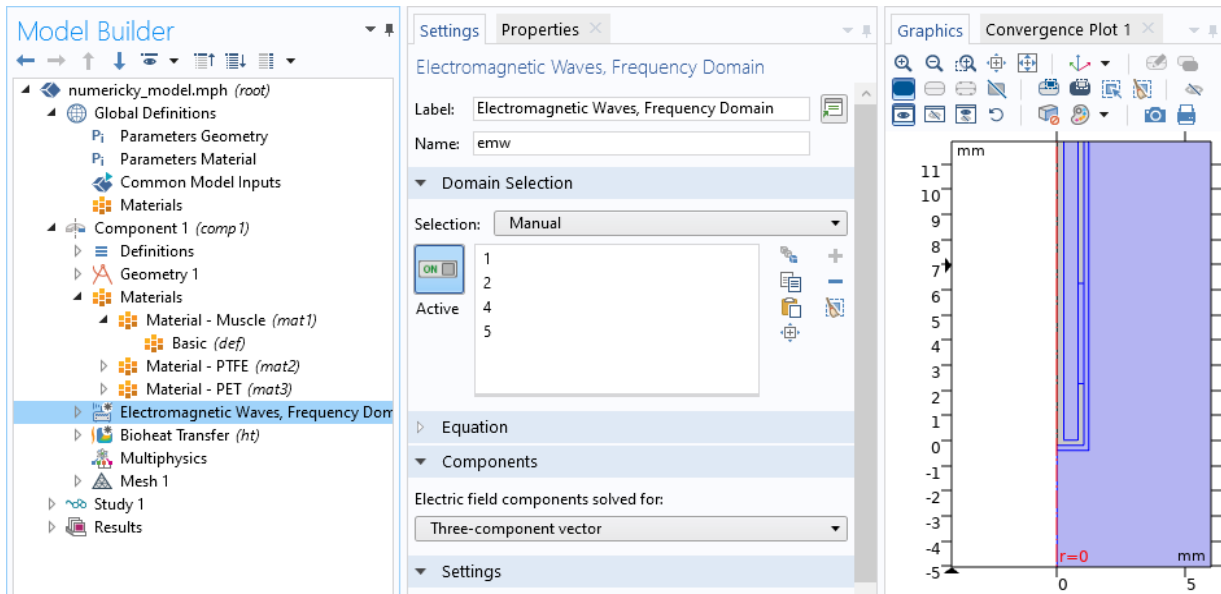 Model Builder
numericky_model.mph (root)
Global Definitions
Pi Parameters Geometry
Pi Parameters Material
Common Model Inputs
Materials
Component 1 (comp1)
Definitions
Geometry 1
Materials
Material - Muscle (mat1)
Basic (def)
Material - PTFE (mat2)
Material - PET (mat3)
Electromagnetic Waves, Frequency Dom
Bioheat Transfer (ht)
Multiphysics
Mesh 1
Study 1
Results
Settings
Properties
Electromagnetic Waves, Frequency Domain
Label: Electromagnetic Waves, Frequency Domain
Name: emw
Domain Selection
Selection: Manual
ON
Active
1
2
4
5
Equation
Components
Electric field components solved for:
Three-component vector
Settings
Graphics
Convergence Plot 1
mm
11
10
9
8
7
6
5
4
3
2
1
0
-1
-2
-3
-4
-5
r=0
mm
0
5